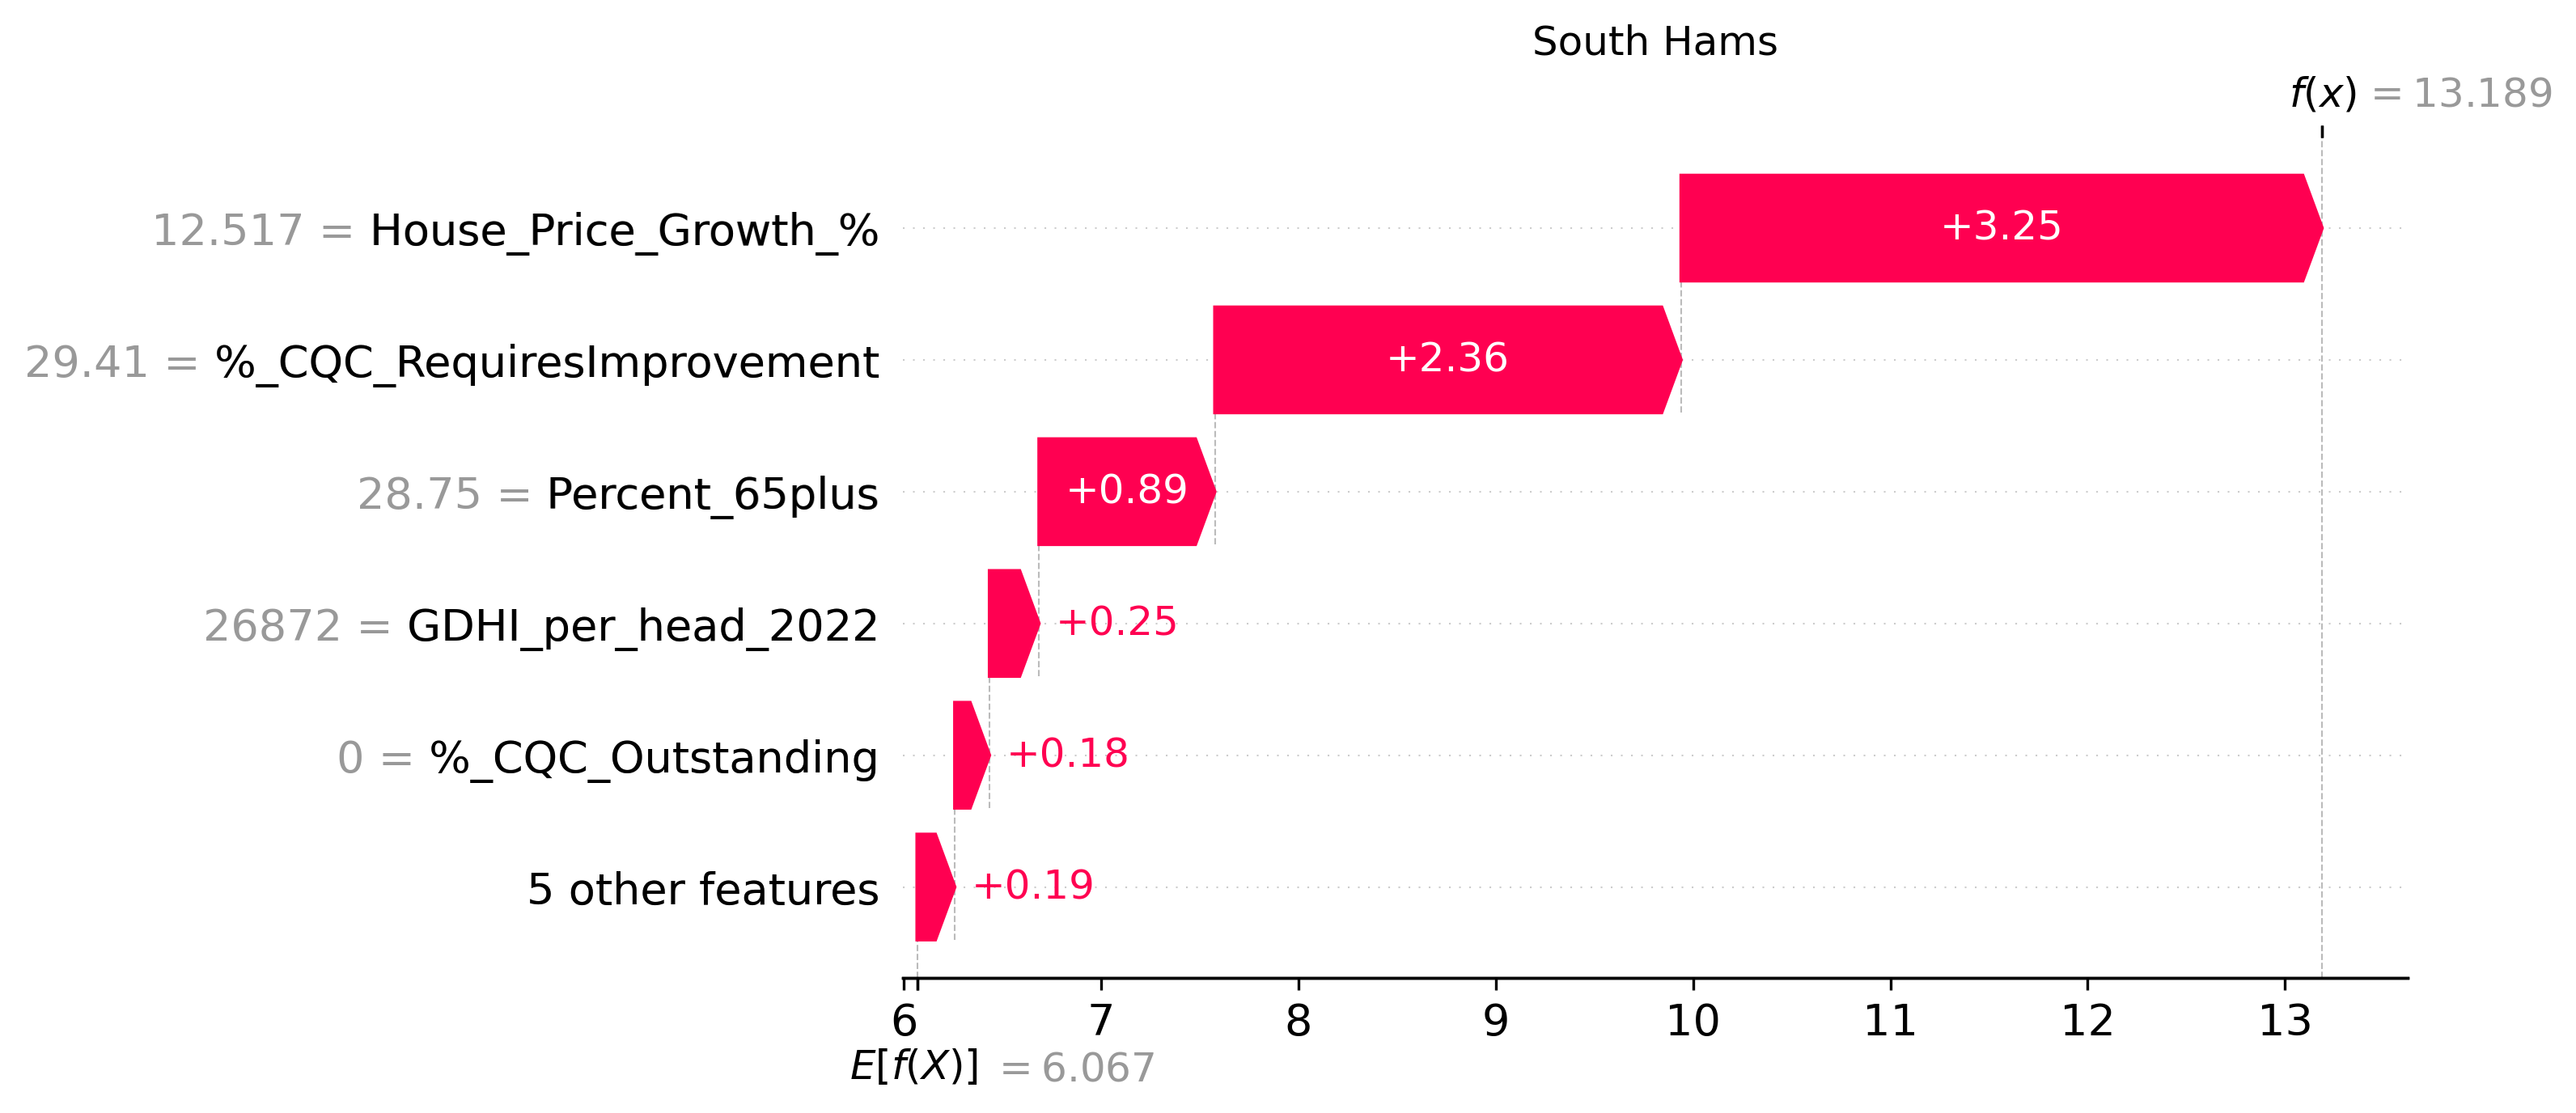 South Hams
f(x) = 13.189
12.517 = House_Price_Growth_%
+3.25
29.41 = %_CQC_RequiresImprovement
+2.36
28.75 = Percent_65plus
+0.89
26872 = GDHI_per_head_2022
+0.25
0 = %_CQC_Outstanding
+0.18
5 other features
+0.19
6 7 8 9 10 11 12 13
E[f(X)] = 6.067